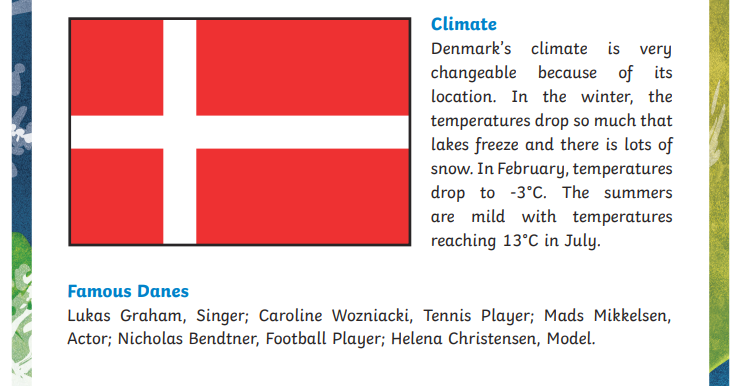 Climate
Denmark's climate is very
changeable because of its
location. In the winter, the
temperatures drop so much that
lakes freeze and there is lots of
snow. In February, temperatures
drop to -3°C. The summers
are mild with temperatures
reaching 13°C in July.
Famous Danes
Lukas Graham, Singer; Caroline Wozniacki, Tennis Player; Mads Mikkelsen,
Actor; Nicholas Bendtner, Football Player; Helena Christensen, Model.